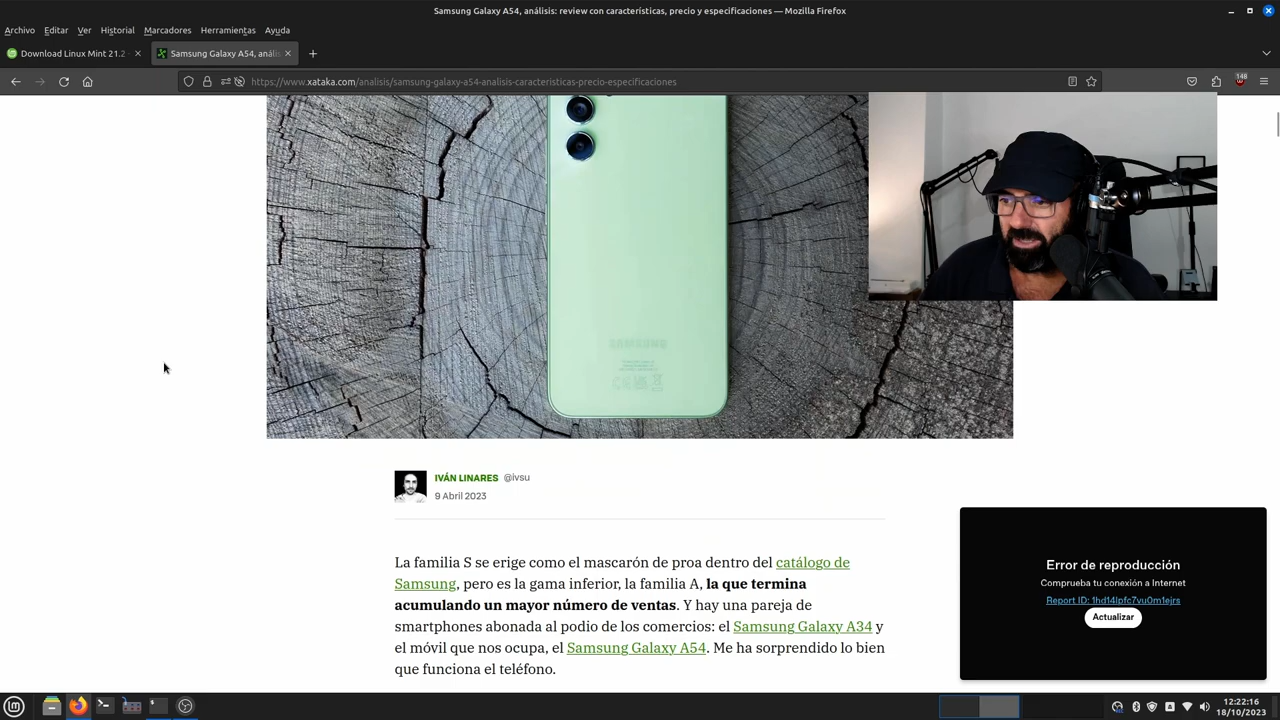 Samsung Galaxy A54, análisis: review con características, precio y especificaciones — Mozilla Firefox
Archivo Editar Ver Historial Marcadores Herramientas Ayuda
Download Linux Mint 21.2
Samsung Galaxy A54, anális
https://www.xataka.com/analisis/samsung-galaxy-a54-analisis-caracteristicas-precio-especificaciones
148
SAMSUNG
IVÁN LINARES @ivsu
9 Abril 2023
La familia S se erige como el mascarón de proa dentro del catálogo de
Samsung, pero es la gama inferior, la familia A, la que termina
acumulando un mayor número de ventas. Y hay una pareja de
smartphones abonada al podio de los comercios: el Samsung Galaxy A34 y
el móvil que nos ocupa, el Samsung Galaxy A54. Me ha sorprendido lo bien
que funciona el teléfono.
Error de reproducción
Comprueba tu conexión a Internet
Report ID: 1hd14lpfc7vu0m1ejrs
Actualizar
12:22:16
18/10/2023